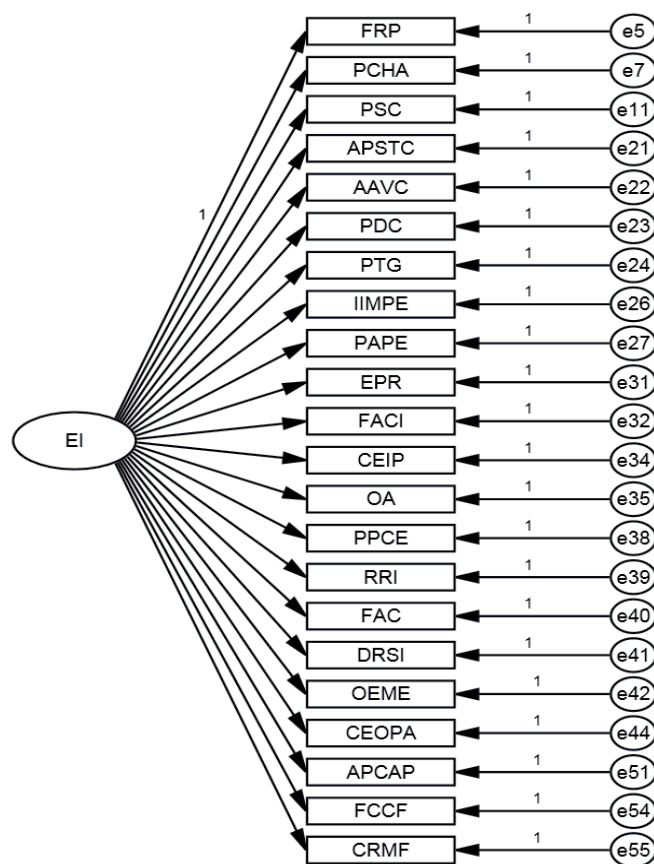 FRP 1 e5
PCHA 1 e7
PSC 1 e11
APSTC 1 e21
AAVC 1 e22
1
PDC 1 e23
PTG 1 e24
IIMPE 1 e26
PAPE 1 e27
EPR 1 e31
FACI 1 e32
EI
CEIP 1 e34
OA 1 e35
PPCE 1 e38
RRI 1 e39
FAC 1 e40
DRSI 1 e41
OEME 1 e42
CEOPA 1 e44
APCAP 1 e51
FCCF 1 e54
CRMF 1 e55